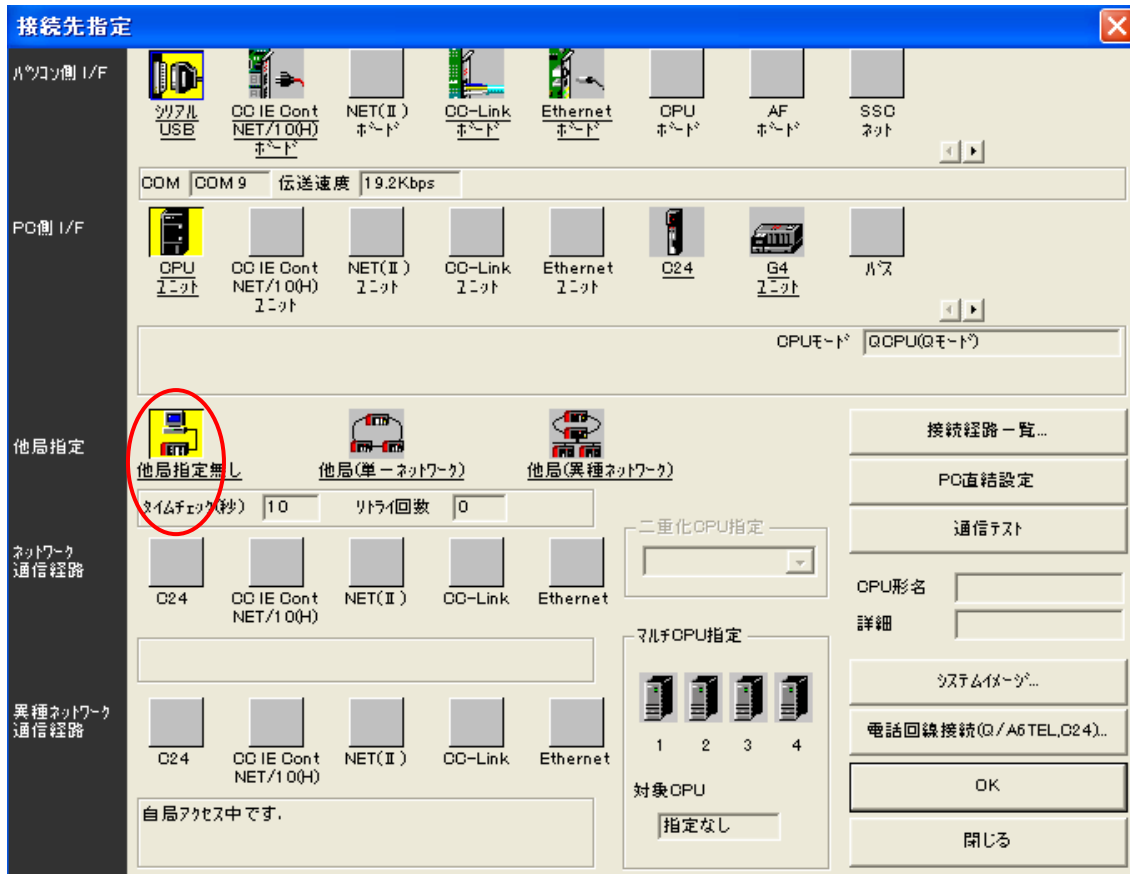 接続先指定
パソコン側 I/F
シリアル
USB
CC IE Cont
NET/10(H)
ボード
NET(II)
ボード
CC-Link
ボード
Ethernet
ボード
CPU
ボード
AF
ボード
SSC
ネット
COM COM 9 伝送速度 19.2Kbps
PC側 I/F
CPU
ユニット
CC IE Cont
NET/10(H)
ユニット
NET(II)
ユニット
CC-Link
ユニット
Ethernet
ユニット
C24
G4
ユニット
バス
CPUモード QCPU(Qモード)
他局指定
他局指定無し
他局(単一ネットワーク)
他局(異種ネットワーク)
タイムチェック(秒) 10 リトライ回数 0
接続経路一覧...
PC直結設定
通信テスト
二重化CPU指定
CPU形名
詳細
ネットワーク
通信経路
C24
CC IE Cont
NET/10(H)
NET(II)
CC-Link
Ethernet
マルチCPU指定
1 2 3 4
対象CPU
指定なし
システムイメージ...
電話回線接続(Q/A6TEL,C24)...
OK
閉じる
異種ネットワーク
通信経路
C24
CC IE Cont
NET/10(H)
NET(II)
CC-Link
Ethernet
自局アクセス中です.